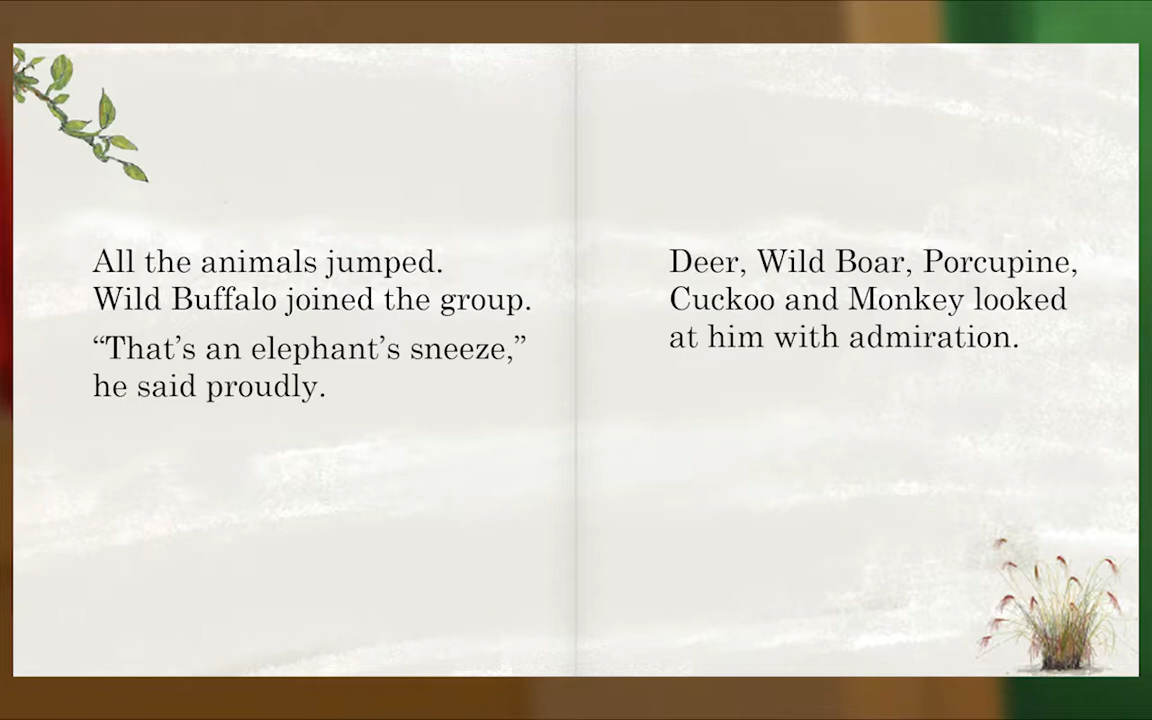 All the animals jumped.
Wild Buffalo joined the group.
“That’s an elephant’s sneeze,”
he said proudly.
Deer, Wild Boar, Porcupine,
Cuckoo and Monkey looked
at him with admiration.